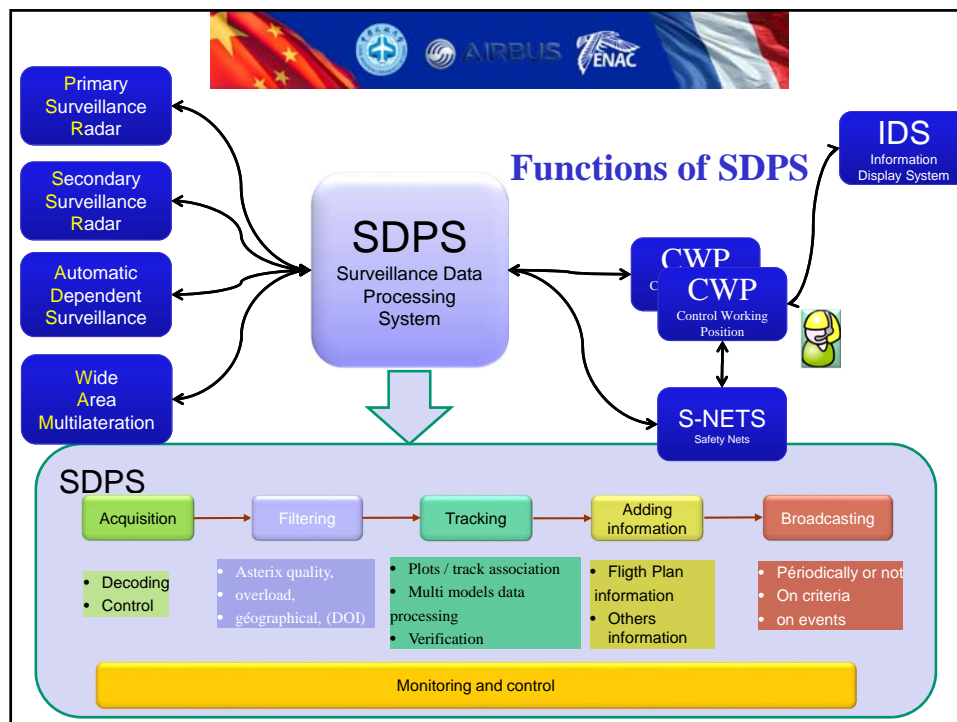 AIRBUS
ENAC
Primary
Surveillance
Radar
Secondary
Surveillance
Radar
Automatic
Dependent
Surveillance
Wide
Area
Multilateration
Functions of SDPS
SDPS
Surveillance Data
Processing
System
IDS
Information
Display System
CWP
C
CWP
Control Working
Position
S-NETS
Safety Nets
SDPS
Acquisition
Filtering
Tracking
Adding
information
Broadcasting
• Decoding
• Control
• Asterix quality,
• overload,
• géographical, (DOI)
• Plots / track association
• Multi models data
processing
• Verification
• Fligth Plan
information
• Others
information
• Périodically or not
• On criteria
• on events
Monitoring and control